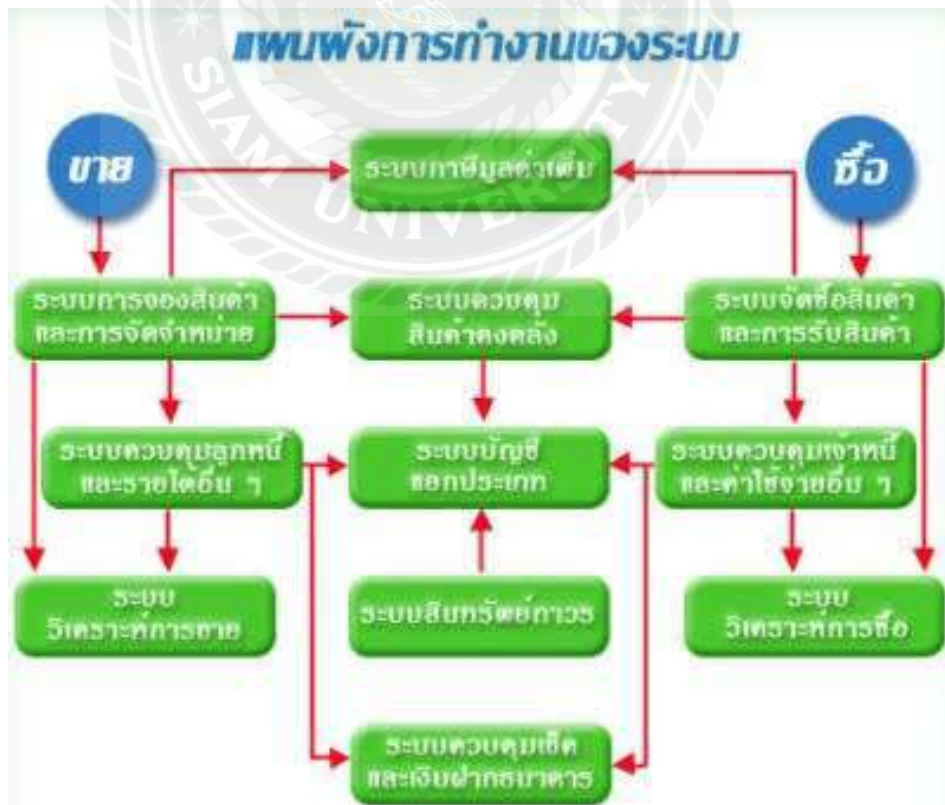 แผนผังการทำงานของระบบ
SIAM UNIVERSITY
ขาย
ระบบภาษีมูลค่าเพิ่ม
ซื้อ
ระบบการจองสินค้า
และการจัดจำหน่าย
ระบบควบคุม
สินค้าคงคลัง
ระบบจัดซื้อสินค้า
และการรับสินค้า
ระบบควบคุมลูกหนี้
และรายได้อื่น ๆ
ระบบบัญชี
แยกประเภท
ระบบควบคุมเจ้าหนี้
และค่าใช้จ่ายอื่น ๆ
ระบบ
วิเคราะห์การขาย
ระบบสินทรัพย์ถาวร
ระบบ
วิเคราะห์การซื้อ
ระบบควบคุมเช็ค
และเงินฝากธนาคาร